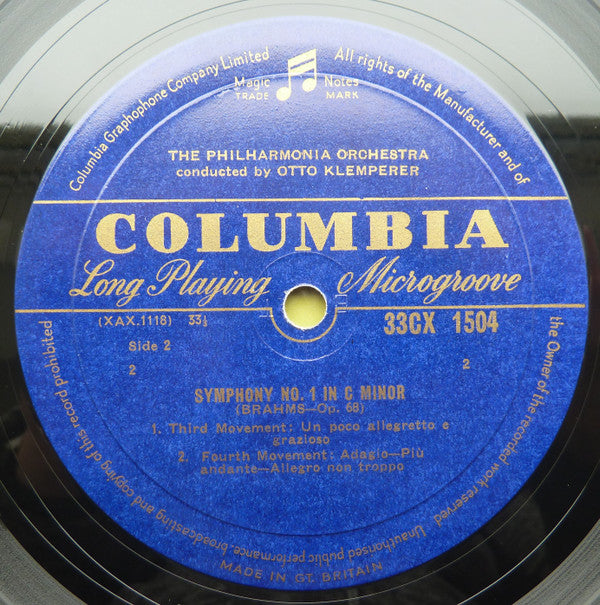 Columbia Graphophone Company Limited
All rights of the Manufacturer and of
the Owner of the recorded work reserved
Unauthorised public performance, broadcasting and copying of this record prohibited
Magic Notes
TRADE MARK
THE PHILHARMONIA ORCHESTRA
conducted by OTTO KLEMPERER
COLUMBIA
Long Playing Microgroove
(XAX.1118) 33⅓
33CX 1504
Side 2
2 2
SYMPHONY NO. 1 IN C MINOR
(BRAHMS—Op. 68)
1. Third Movement: Un poco allegretto e
grazioso
2. Fourth Movement: Adagio—Più
andante—Allegro non troppo
MADE IN GT. BRITAIN